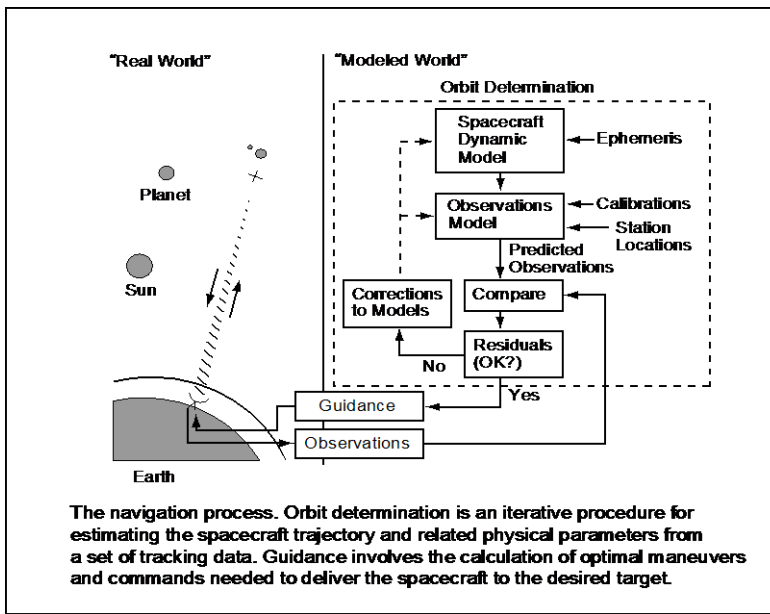 "Real World"
"Modeled World"
Orbit Determination
Spacecraft
Dynamic
Model
Ephemeris
Planet
Observations
Model
Calibrations
Station
Locations
Predicted
Observations
Sun
Corrections
to Models
Compare
Residuals
(OK?)
No
Yes
Guidance
Observations
Earth
The navigation process. Orbit determination is an iterative procedure for
estimating the spacecraft trajectory and related physical parameters from
a set of tracking data. Guidance involves the calculation of optimal maneuvers
and commands needed to deliver the spacecraft to the desired target.